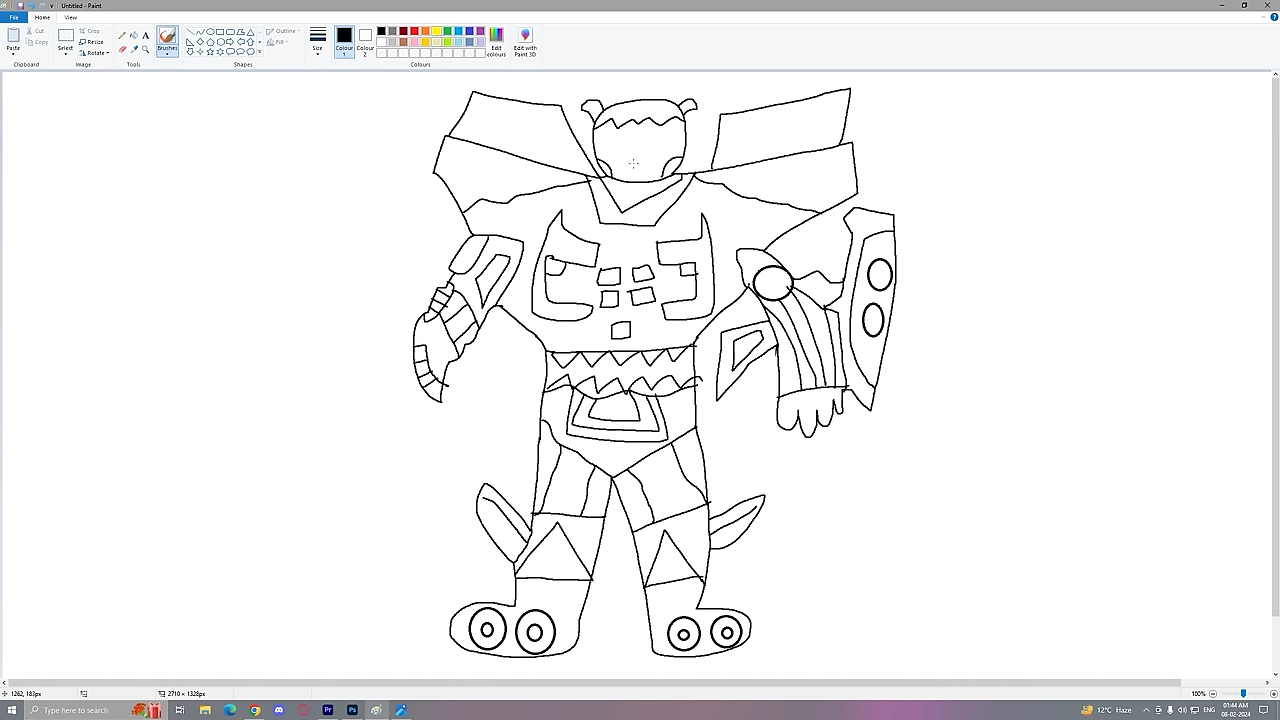 Untitled - Paint
File
Home
View
Paste
Cut
Copy
Clipboard
Select
Crop
Resize
Rotate
Image
A
Tools
Brushes
Outline
Fill
Shapes
Size
Colour 1
Colour 2
Edit colours
Colours
Edit with Paint 3D
1262, 183px
2710 × 1328px
100%
Type here to search
Pr
Ps
12°C Haze
ENG
01:44 AM
08-02-2024